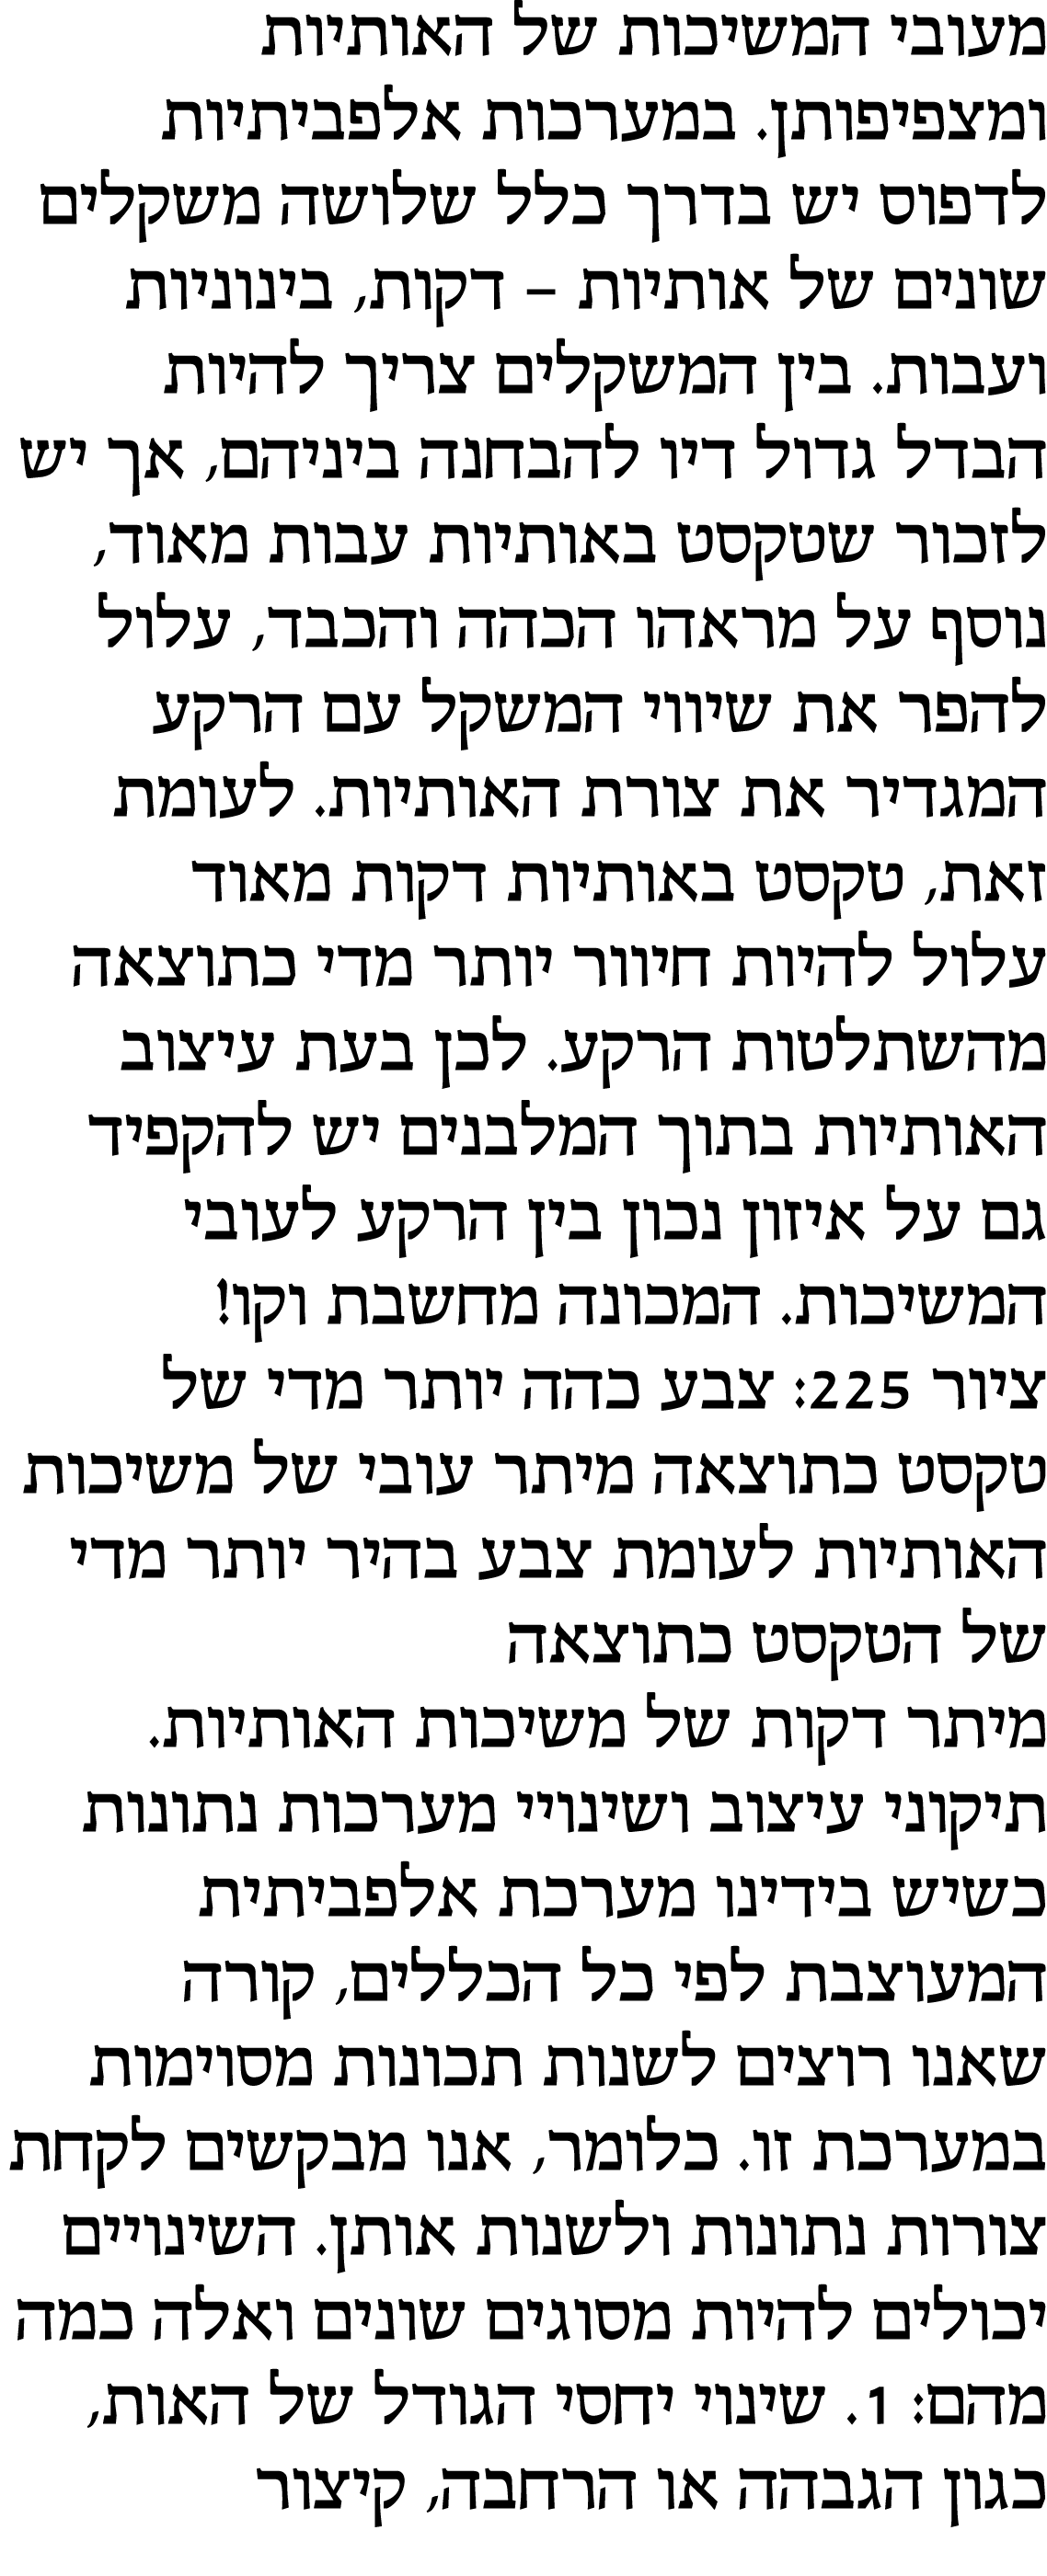 מעובי המשיכות של האותיות
ומצפיפותן. במערכות אלפביתיות
לדפוס יש בדרך כלל שלושה משקלים
שונים של אותיות – דקות, בינוניות
ועבות. בין המשקלים צריך להיות
הבדל גדול דיו להבחנה ביניהם, אך יש
לזכור שטקסט באותיות עבות מאוד,
נוסף על מראהו הכהה והכבד, עלול
להפר את שיווי המשקל עם הרקע
המגדיר את צורת האותיות. לעומת
זאת, טקסט באותיות דקות מאוד
עלול להיות חיוור יותר מדי כתוצאה
מהשתלטות הרקע. לכן בעת עיצוב
האותיות בתוך המלבנים יש להקפיד
גם על איזון נכון בין הרקע לעובי
המשיכות. המכונה מחשבת וקו!
ציור 225: צבע כהה יותר מדי של
טקסט כתוצאה מיתר עובי של משיכות
האותיות לעומת צבע בהיר יותר מדי
של הטקסט כתוצאה
מיתר דקות של משיכות האותיות.
תיקוני עיצוב ושינויי מערכות נתונות
כשיש בידינו מערכת אלפביתית
המעוצבת לפי כל הכללים, קורה
שאנו רוצים לשנות תכונות מסוימות
במערכת זו. כלומר, אנו מבקשים לקחת
צורות נתונות ולשנות אותן. השינויים
יכולים להיות מסוגים שונים ואלה כמה
מהם: 1. שינוי יחסי הגודל של האות,
כגון הגבהה או הרחבה, קיצור